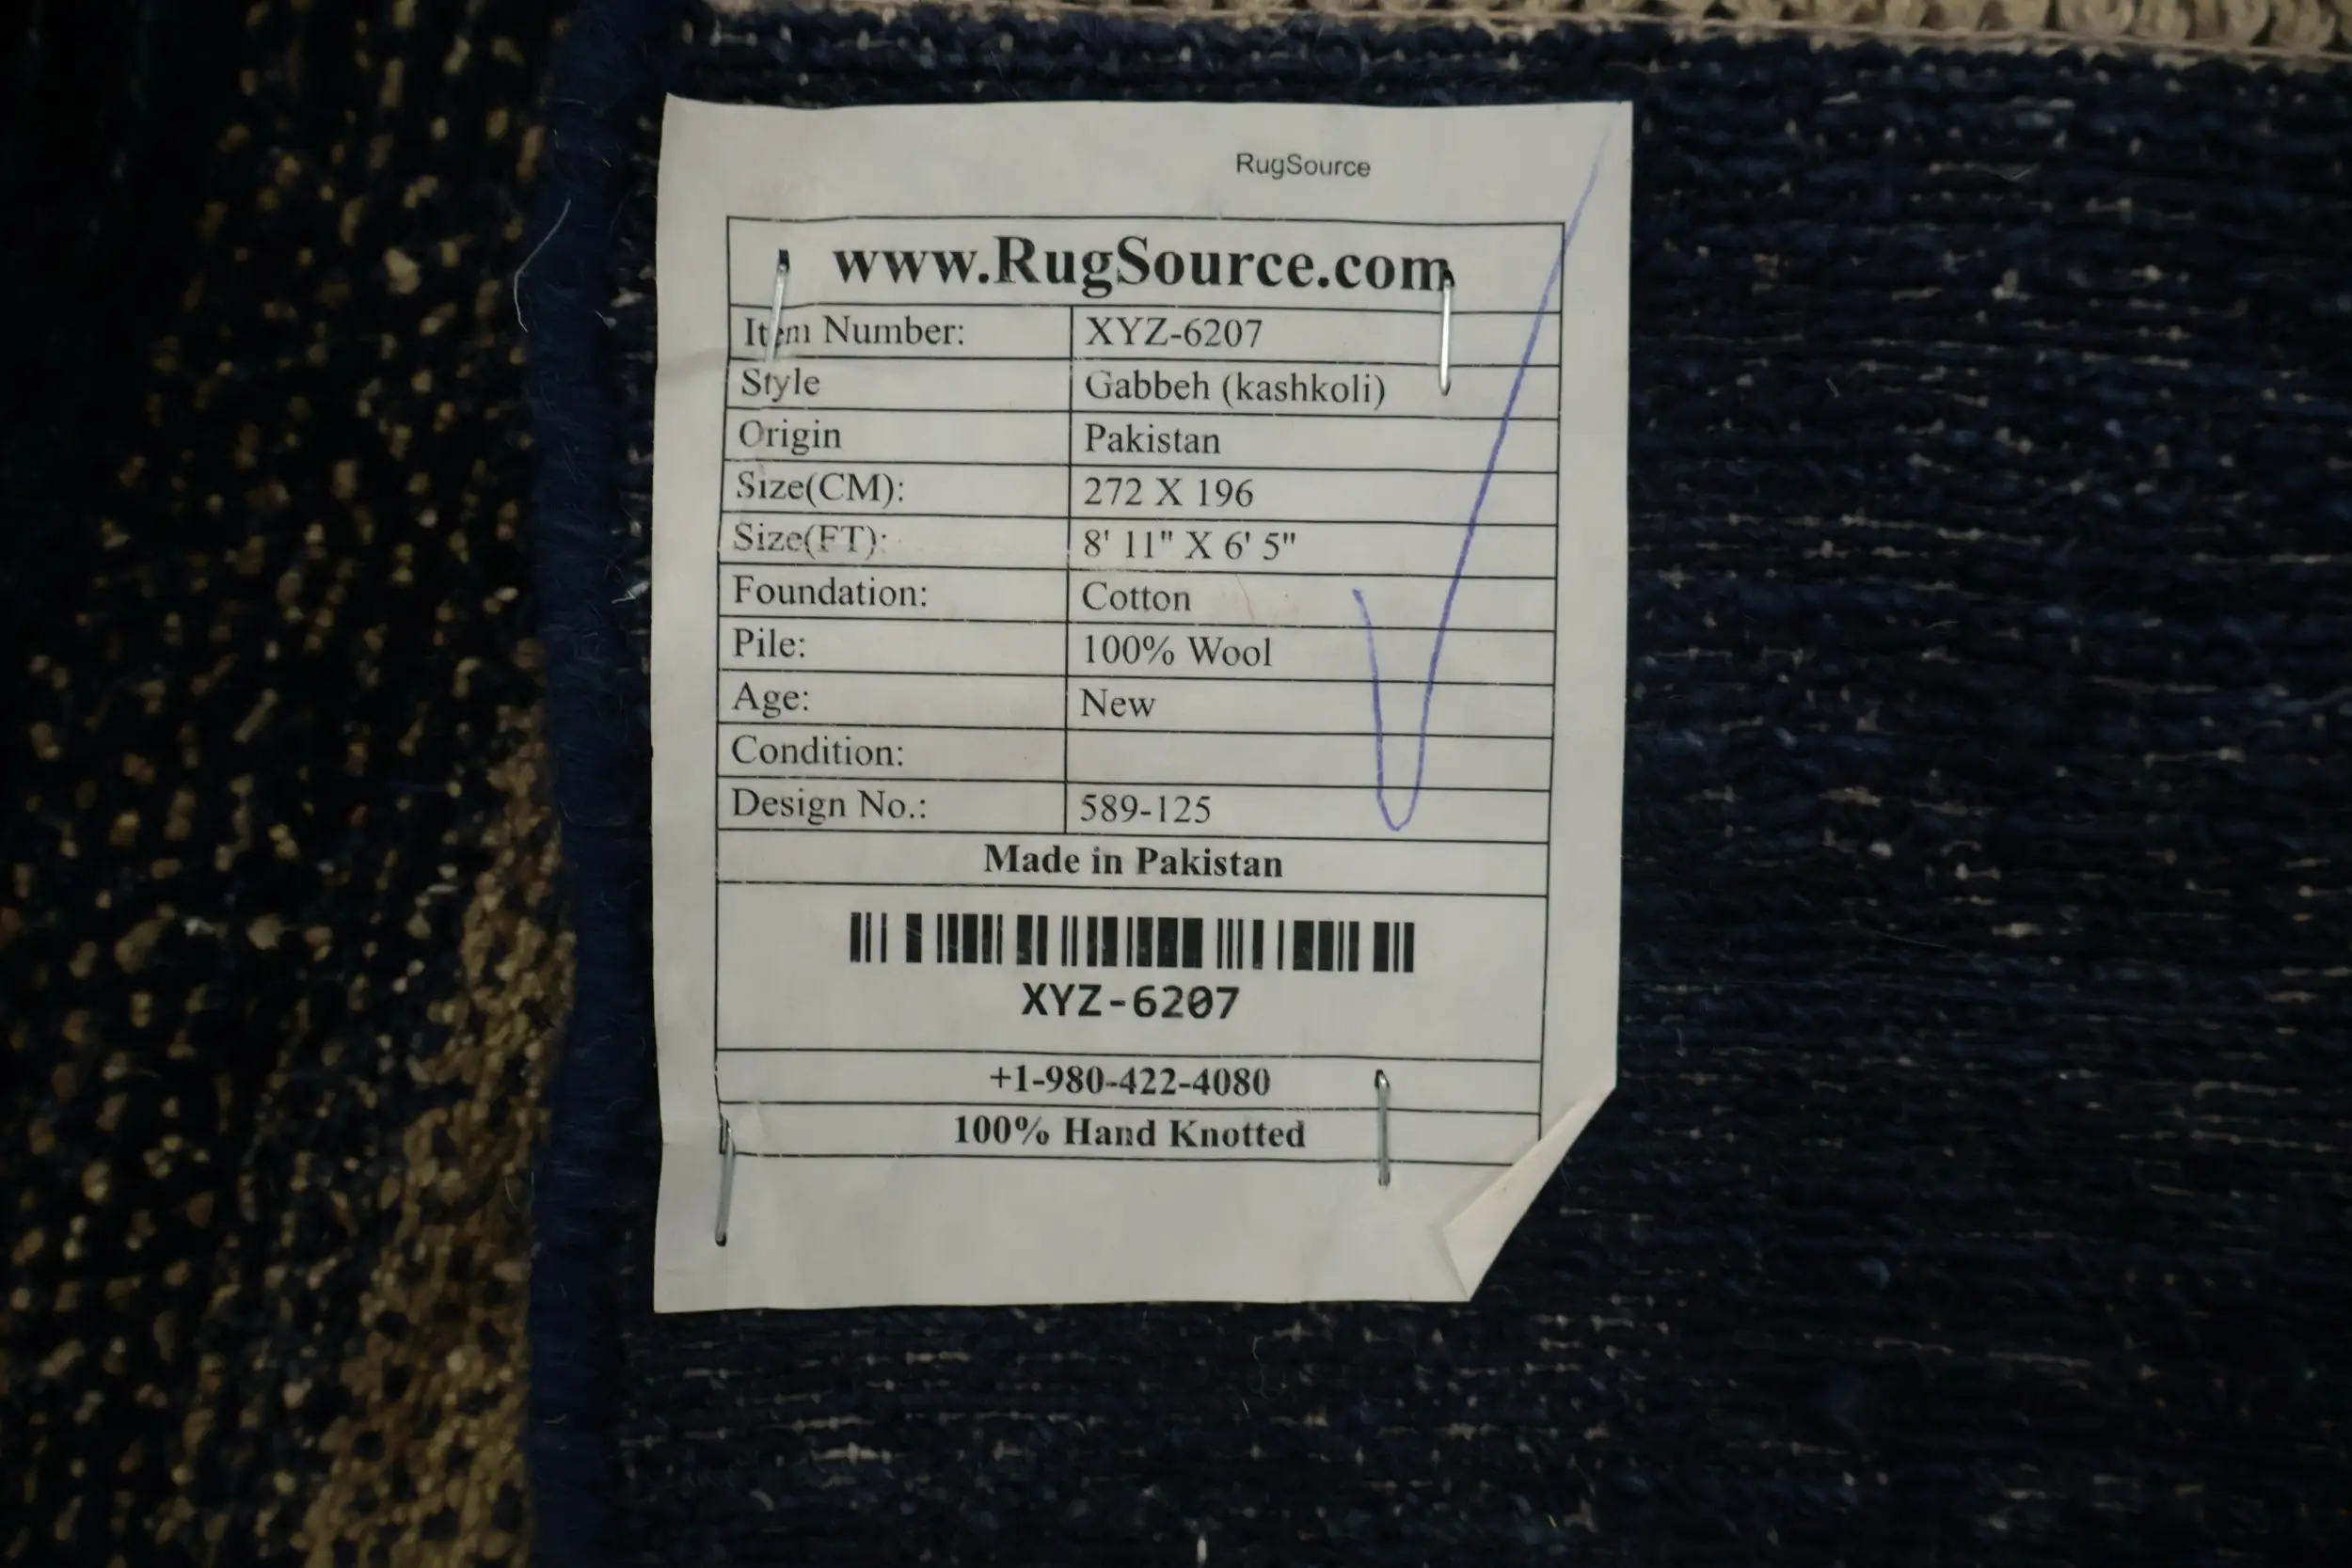 RugSource
www.RugSource.com
Item Number: XYZ-6207
Style Gabbeh (kashkoli)
Origin Pakistan
Size(CM): 272 X 196
Size(FT): 8' 11" X 6' 5"
Foundation: Cotton
Pile: 100% Wool
Age: New
Condition:
Design No.: 589-125
Made in Pakistan
XYZ-6207
+1-980-422-4080
100% Hand Knotted